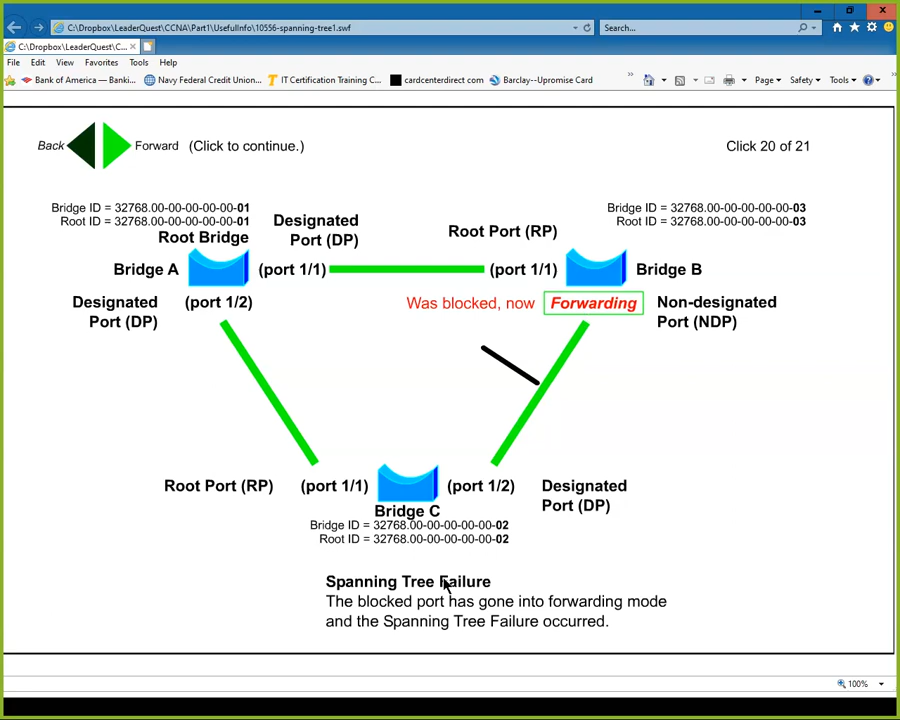 C:\Dropbox\LeaderQuest\CCNA\Part1\UsefulInfo\10556-spanning-tree1.swf
Search...
C:\Dropbox\LeaderQuest\C...
File Edit View Favorites Tools Help
Bank of America — Banki...
Navy Federal Credit Union...
IT Certification Training C...
cardcenterdirect com
Barclay--Upromise Card
Page
Safety
Tools
Back
Forward
(Click to continue.)
Click 20 of 21
Bridge ID = 32768.00-00-00-00-00-01
Root ID = 32768.00-00-00-00-00-01
Root Bridge
Designated
Port (DP)
Root Port (RP)
Bridge ID = 32768.00-00-00-00-00-03
Root ID = 32768.00-00-00-00-00-03
Bridge A
(port 1/1)
(port 1/1)
Bridge B
Designated
Port (DP)
(port 1/2)
Was blocked, now
Forwarding
Non-designated
Port (NDP)
Root Port (RP)
(port 1/1)
(port 1/2)
Designated
Port (DP)
Bridge C
Bridge ID = 32768.00-00-00-00-00-02
Root ID = 32768.00-00-00-00-00-02
Spanning Tree Failure
The blocked port has gone into forwarding mode
and the Spanning Tree Failure occurred.
100%